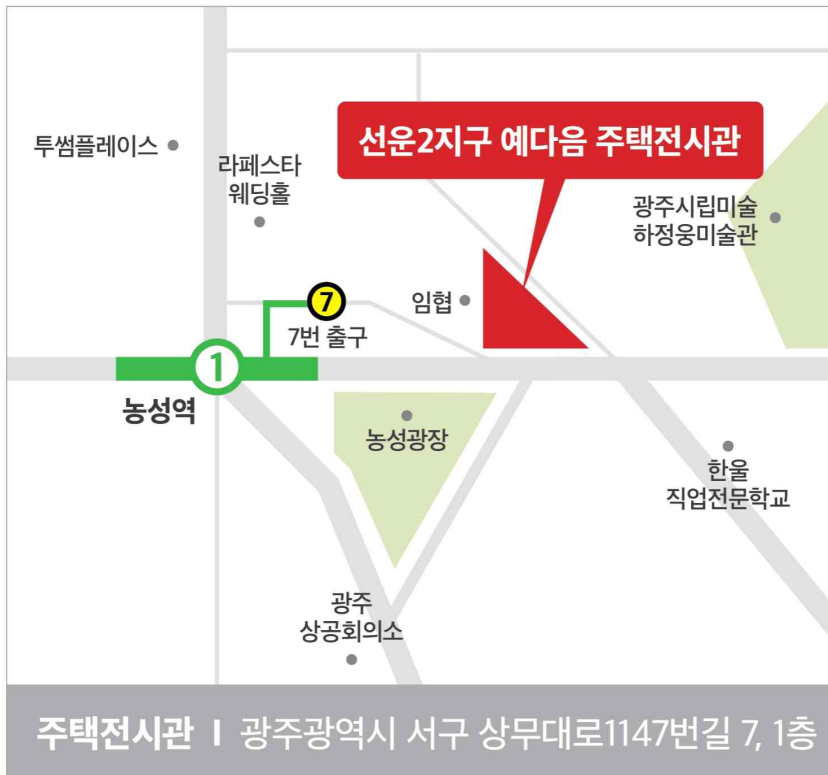 선운2지구 예다음 주택전시관
투썸플레이스
라페스타
웨딩홀
광주시립미술
하정웅미술관
임협
7
7번 출구
1
농성역
농성광장
한울
직업전문학교
광주
상공회의소
주택전시관 | 광주광역시 서구 상무대로1147번길 7, 1층